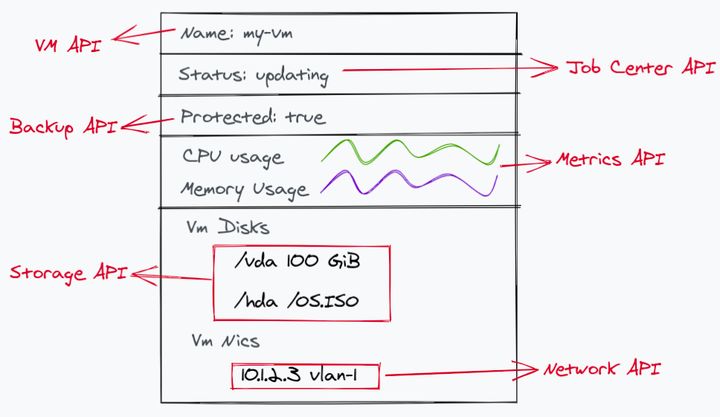 Name: my-vm
VM API
Status: updating
Job Center API
Protected: true
Backup API
CPU usage
Memory Usage
Metrics API
Vm Disks
/vda 100 GiB
/hda /OS.ISO
Storage API
Vm Nics
10.1.2.3 vlan-1
Network API